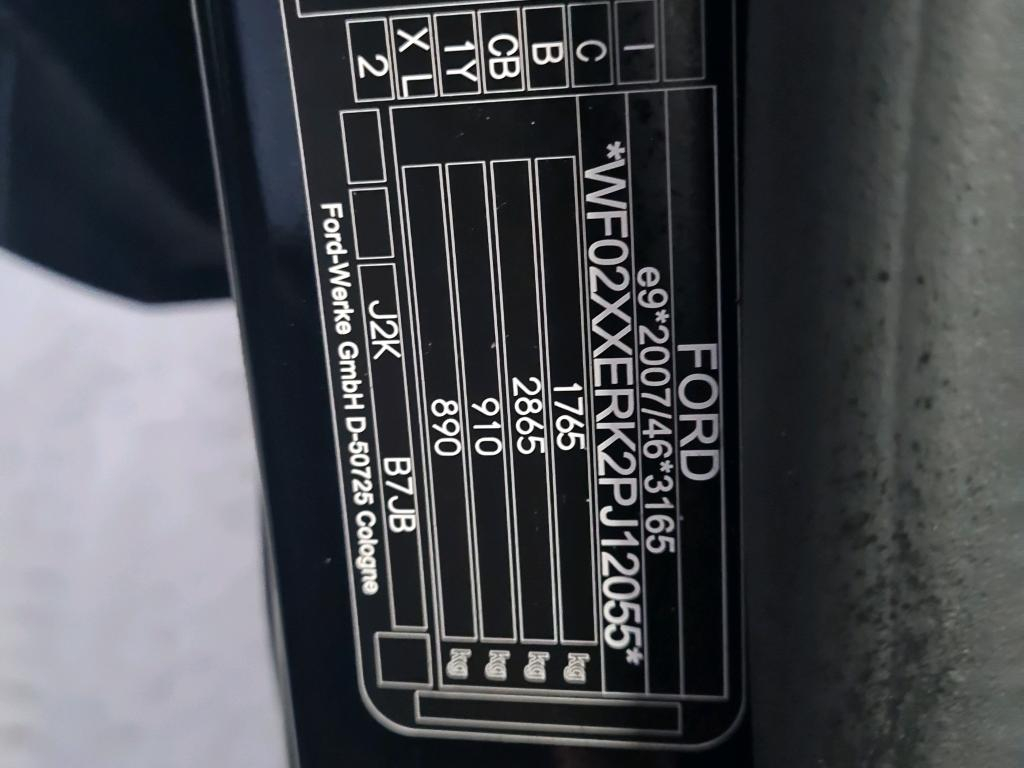 FORD
e9*2007/46*3165
*WF02XXERK2PJ12055*
1765 kg
2865 kg
910 kg
890 kg
I
C
B
CB
1Y
X L
2
J2K B7JB
Ford-Werke GmbH D-50725 Cologne